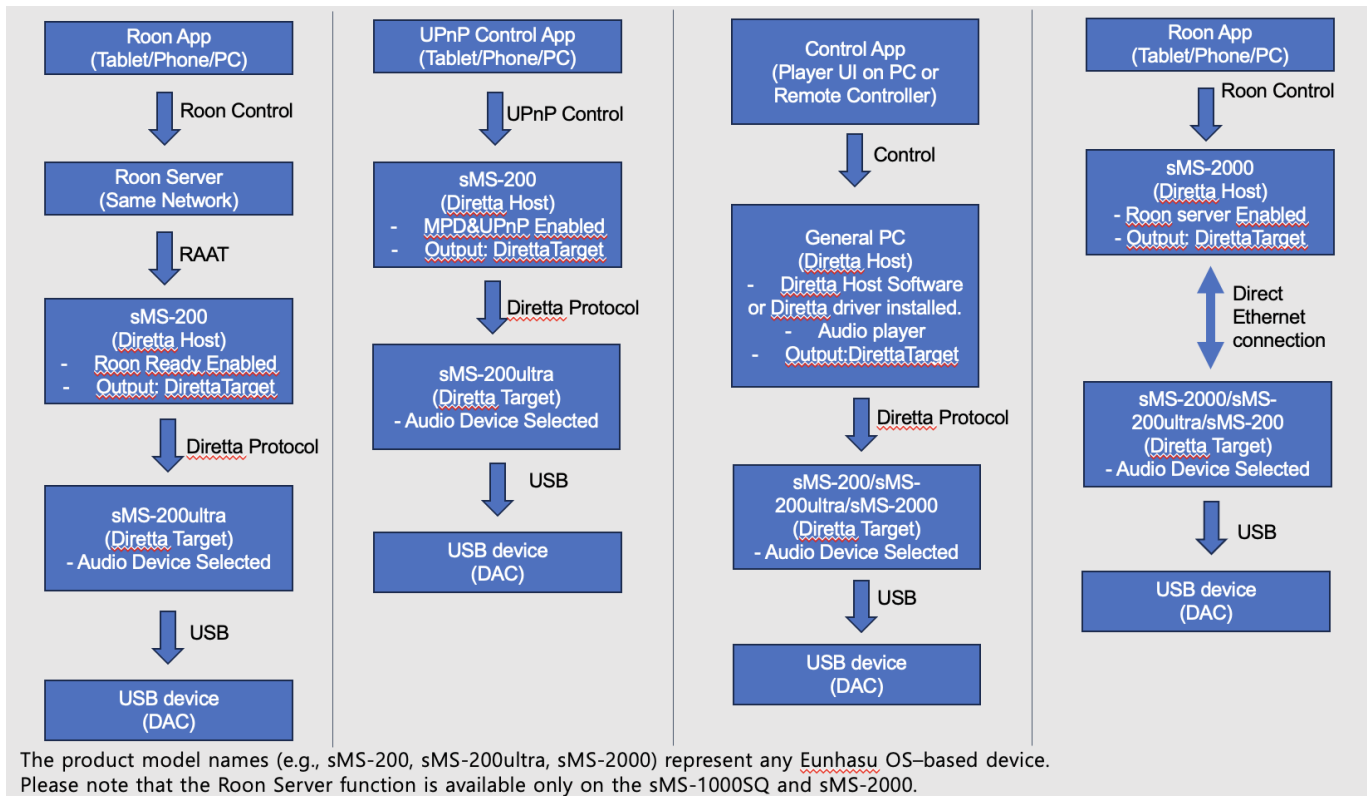 Roon App
(Tablet/Phone/PC)
Roon Control
Roon Server
(Same Network)
RAAT
sMS-200
(Diretta Host)
- Roon Ready Enabled
- Output: DirettaTarget
Diretta Protocol
sMS-200ultra
(Diretta Target)
- Audio Device Selected
USB
USB device
(DAC)
UPnP Control App
(Tablet/Phone/PC)
UPnP Control
sMS-200
(Diretta Host)
- MPD&UPnP Enabled
- Output: DirettaTarget
Diretta Protocol
sMS-200ultra
(Diretta Target)
- Audio Device Selected
USB
USB device
(DAC)
Control App
(Player UI on PC or
Remote Controller)
Control
General PC
(Diretta Host)
- Diretta Host Software
or Diretta driver installed.
- Audio player
- Output:DirettaTarget
Diretta Protocol
sMS-200/sMS-
200ultra/sMS-2000
(Diretta Target)
- Audio Device Selected
USB
USB device
(DAC)
Roon App
(Tablet/Phone/PC)
Roon Control
sMS-2000
(Diretta Host)
- Roon server Enabled
- Output: DirettaTarget
Direct
Ethernet
connection
sMS-2000/sMS-
200ultra/sMS-200
(Diretta Target)
- Audio Device Selected
USB
USB device
(DAC)
The product model names (e.g., sMS-200, sMS-200ultra, sMS-2000) represent any Eunhasu OS–based device.
Please note that the Roon Server function is available only on the sMS-1000SQ and sMS-2000.